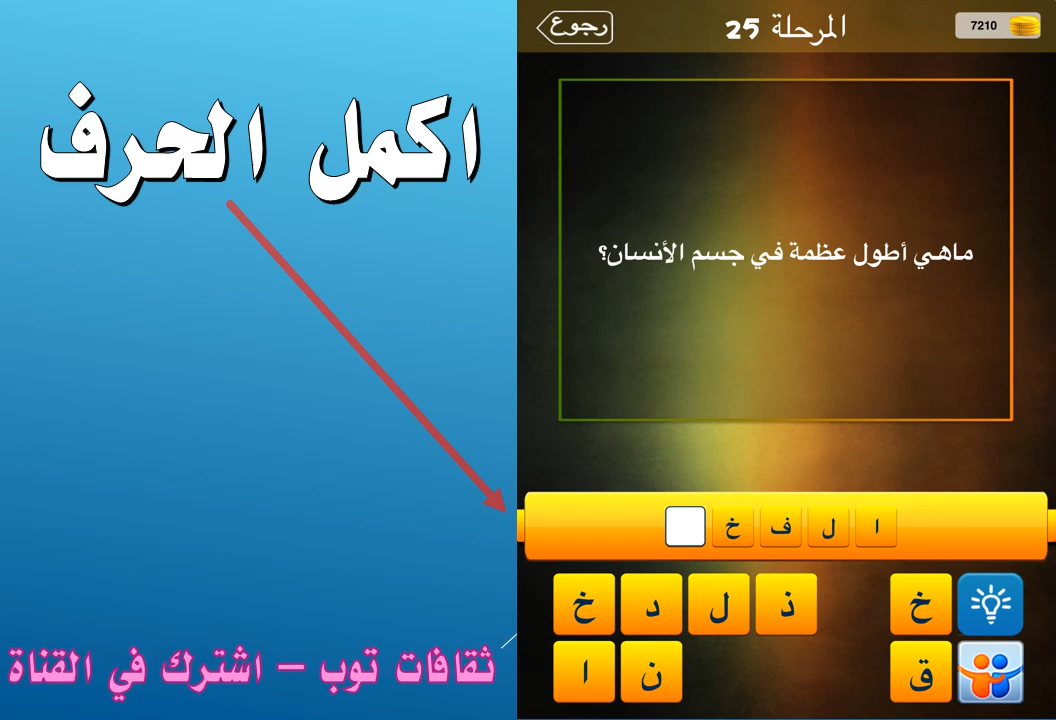 اكمل الحرف
ثقافات توب – اشترك في القناة
رجوع
المرحلة 25
7210
ماهي أطول عظمة في جسم الأنسان؟
ا ل ف خ
خ د ل ذ خ
ا ن ق